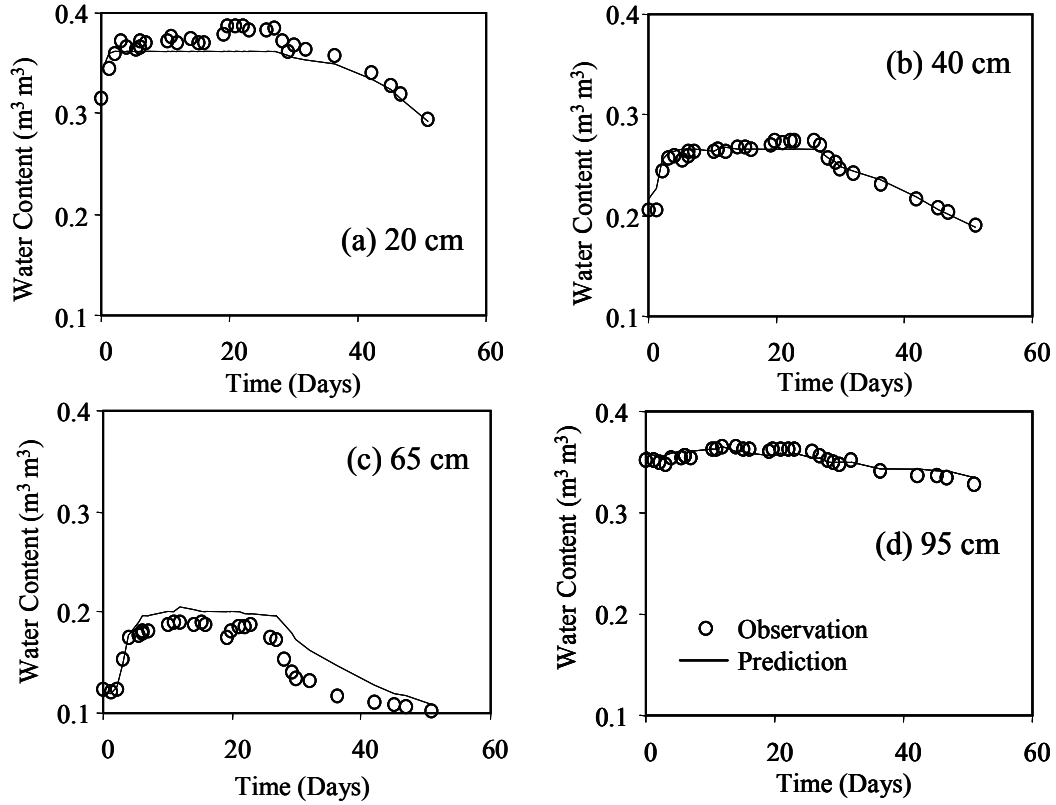 0.4
0.3
0.2
0.1
Water Content (m³ m³)
(a) 20 cm
0 20 40 60
Time (Days)
0.4
0.3
0.2
0.1
Water Content (m³ m³)
(b) 40 cm
0 20 40 60
Time (Days)
0.4
0.3
0.2
0.1
Water Content (m³ m³)
(c) 65 cm
0 20 40 60
Time (Days)
0.4
0.3
0.2
0.1
Water Content (m³ m³)
(d) 95 cm
Observation
Prediction
0 20 40 60
Time (Days)